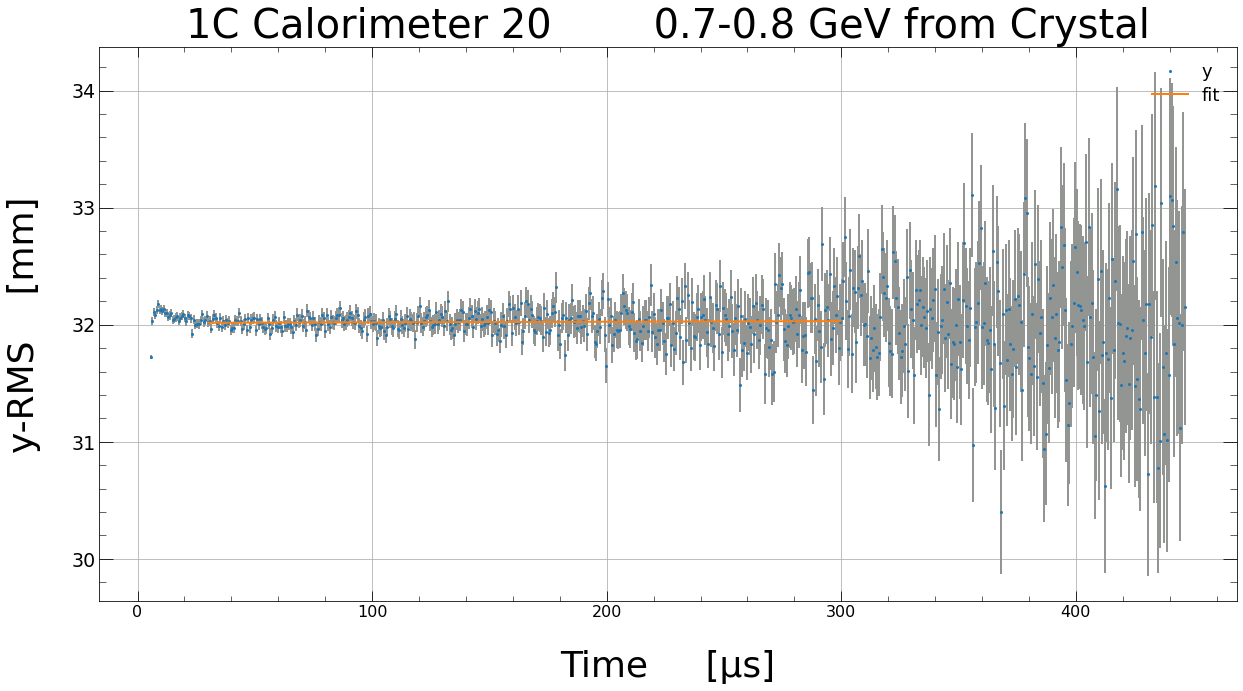 1C Calorimeter 20 0.7-0.8 GeV from Crystal
y
fit
34
33
32
31
30
y-RMS [mm]
0 100 200 300 400
Time [μs]